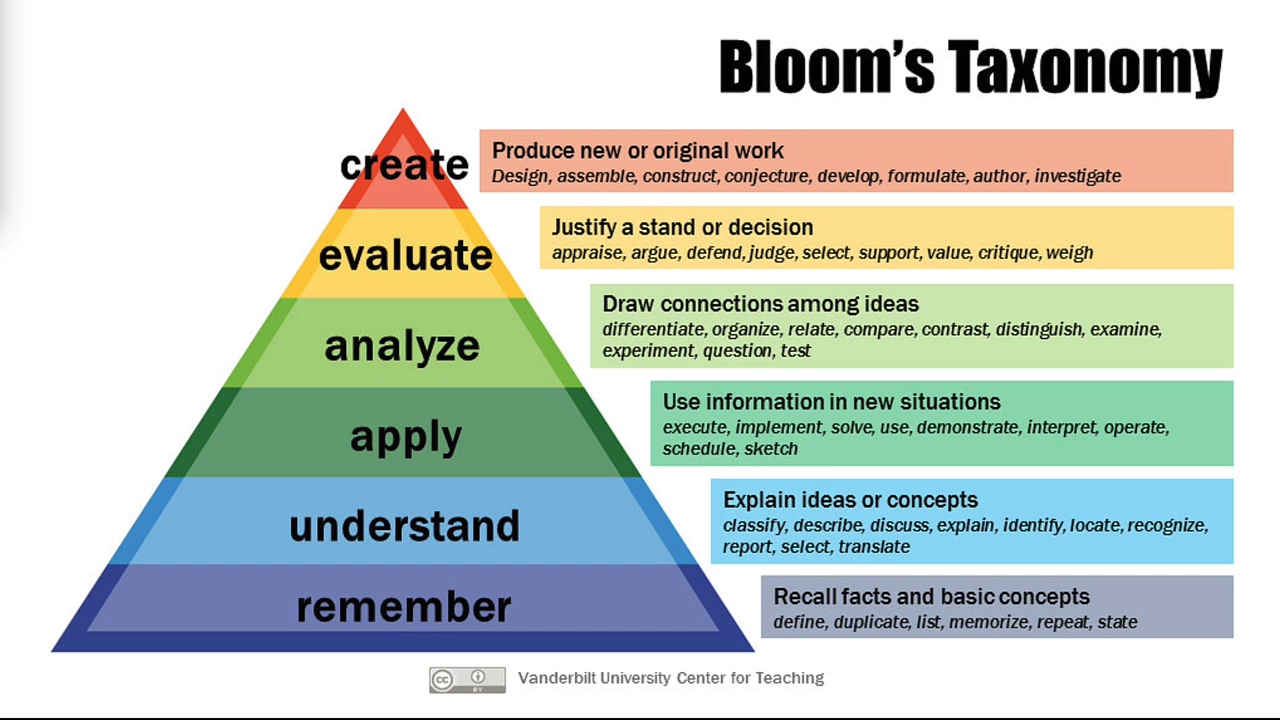 Bloom's Taxonomy
create
Produce new or original work
Design, assemble, construct, conjecture, develop, formulate, author, investigate
evaluate
Justify a stand or decision
appraise, argue, defend, judge, select, support, value, critique, weigh
analyze
Draw connections among ideas
differentiate, organize, relate, compare, contrast, distinguish, examine,
experiment, question, test
apply
Use information in new situations
execute, implement, solve, use, demonstrate, interpret, operate,
schedule, sketch
understand
Explain ideas or concepts
classify, describe, discuss, explain, identify, locate, recognize,
report, select, translate
remember
Recall facts and basic concepts
define, duplicate, list, memorize, repeat, state
cc BY Vanderbilt University Center for Teaching